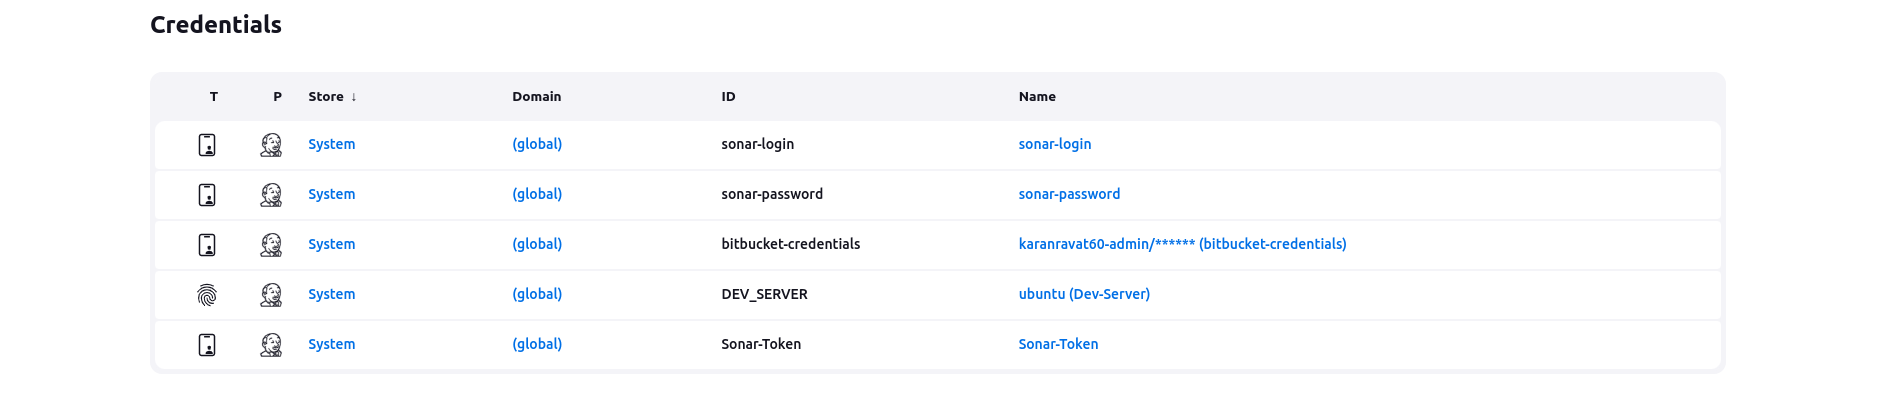 Credentials
T P Store ↓ Domain ID Name
System (global) sonar-login sonar-login
System (global) sonar-password sonar-password
System (global) bitbucket-credentials karanravat60-admin/****** (bitbucket-credentials)
System (global) DEV_SERVER ubuntu (Dev-Server)
System (global) Sonar-Token Sonar-Token